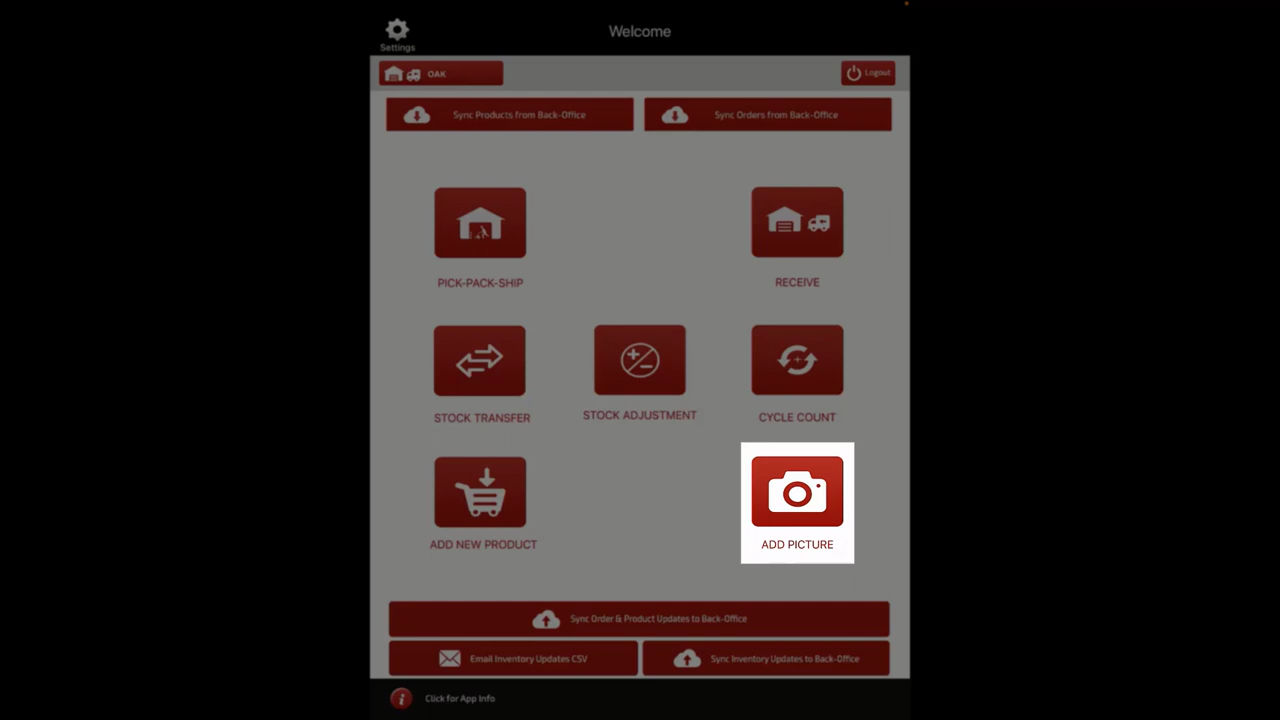 Welcome
Settings
OAK
Logout
Sync Products from Back-Office
Sync Orders from Back-Office
PICK-PACK-SHIP
RECEIVE
STOCK TRANSFER
STOCK ADJUSTMENT
CYCLE COUNT
ADD NEW PRODUCT
ADD PICTURE
Sync Order & Product Updates to Back-Office
Email Inventory Updates CSV
Sync Inventory Updates to Back-Office
Click for App Info